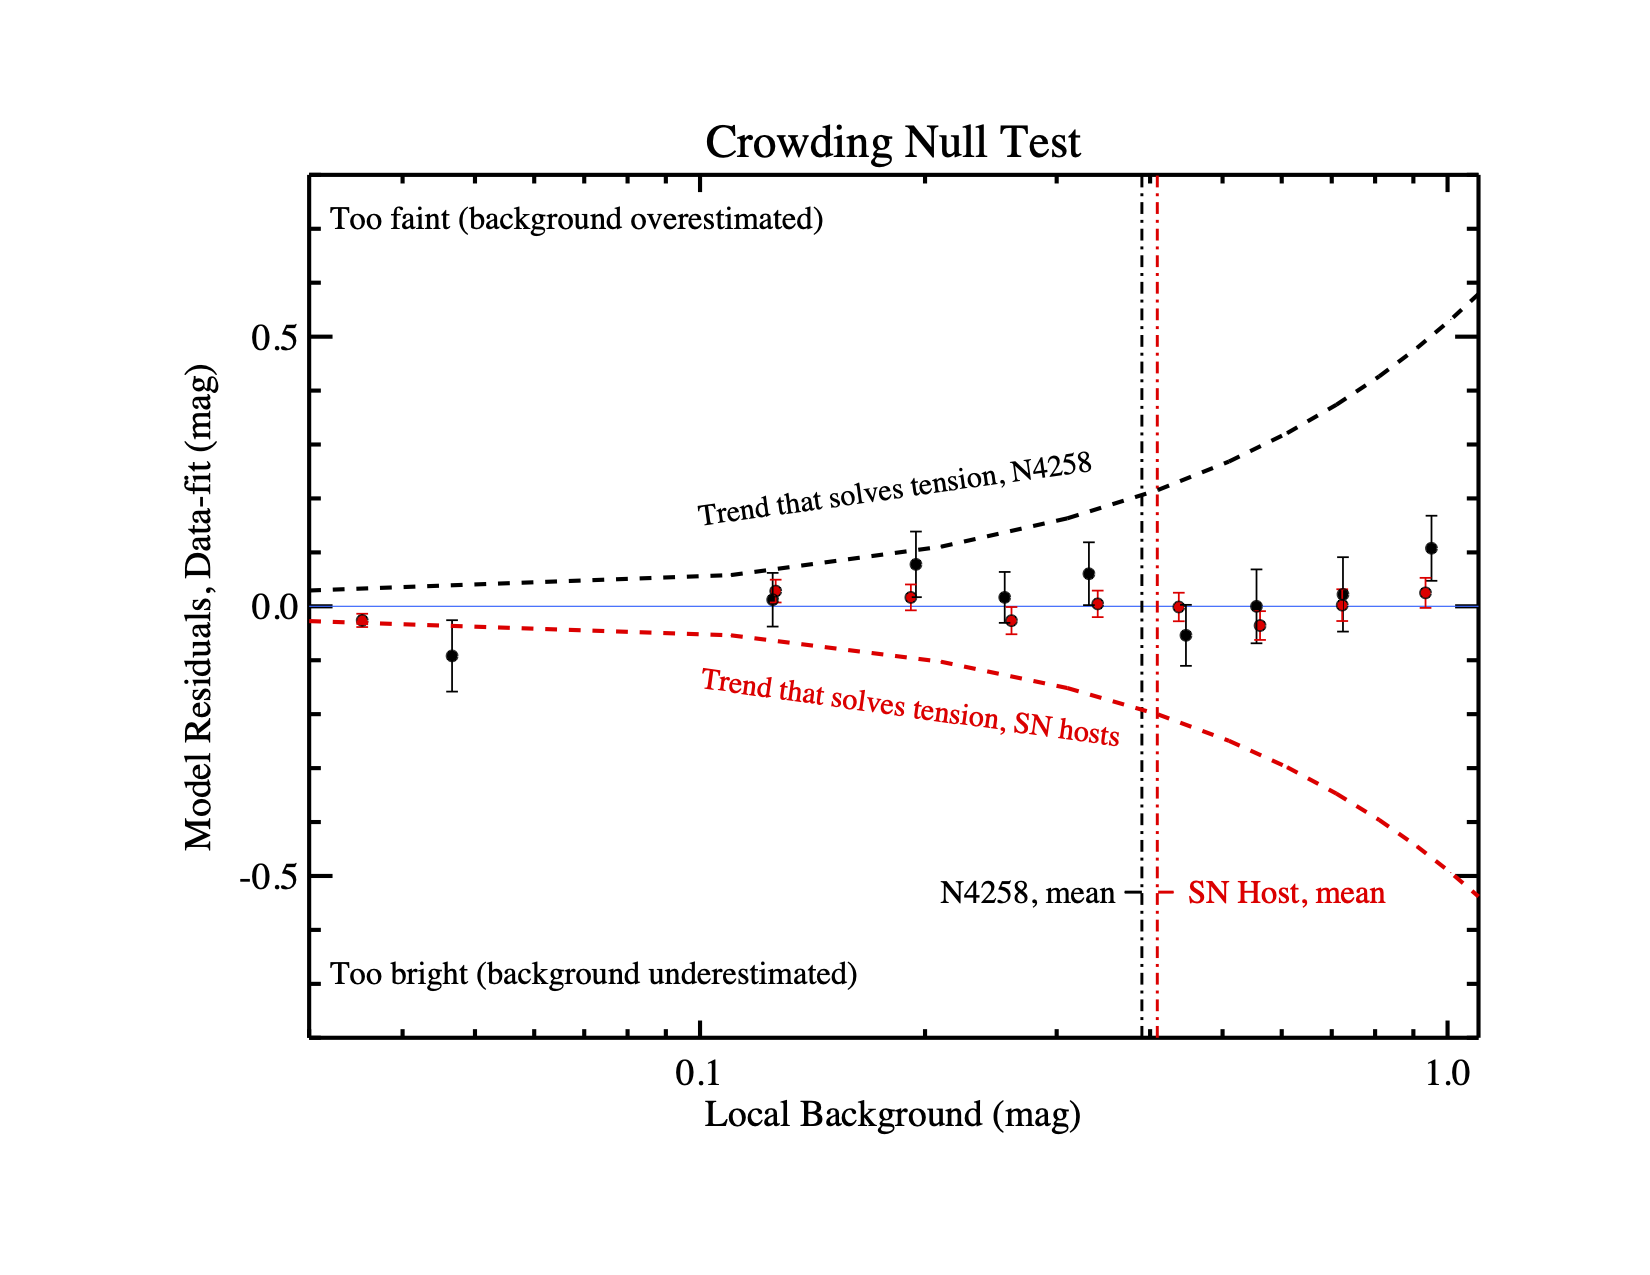 Crowding Null Test
Too faint (background overestimated)
0.5
Trend that solves tension, N4258
Model Residuals, Data-fit (mag)
0.0
Trend that solves tension, SN hosts
-0.5
N4258, mean
SN Host, mean
Too bright (background underestimated)
0.1
1.0
Local Background (mag)